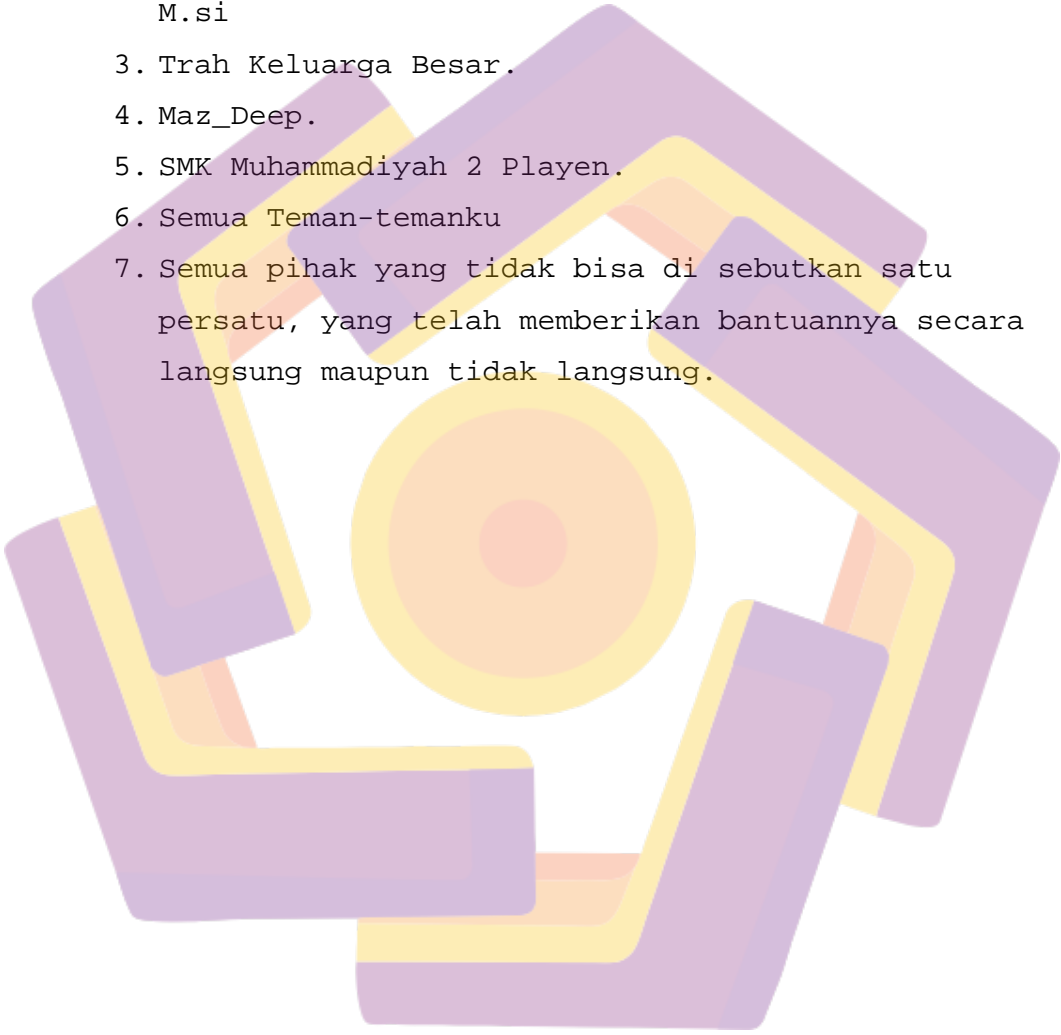 M.si
3. Trah Keluarga Besar.
4. Maz_Deep.
5. SMK Muhammadiyah 2 Playen.
6. Semua Teman-temanku
7. Semua pihak yang tidak bisa di sebutkan satu
persatu, yang telah memberikan bantuannya secara
langsung maupun tidak langsung.